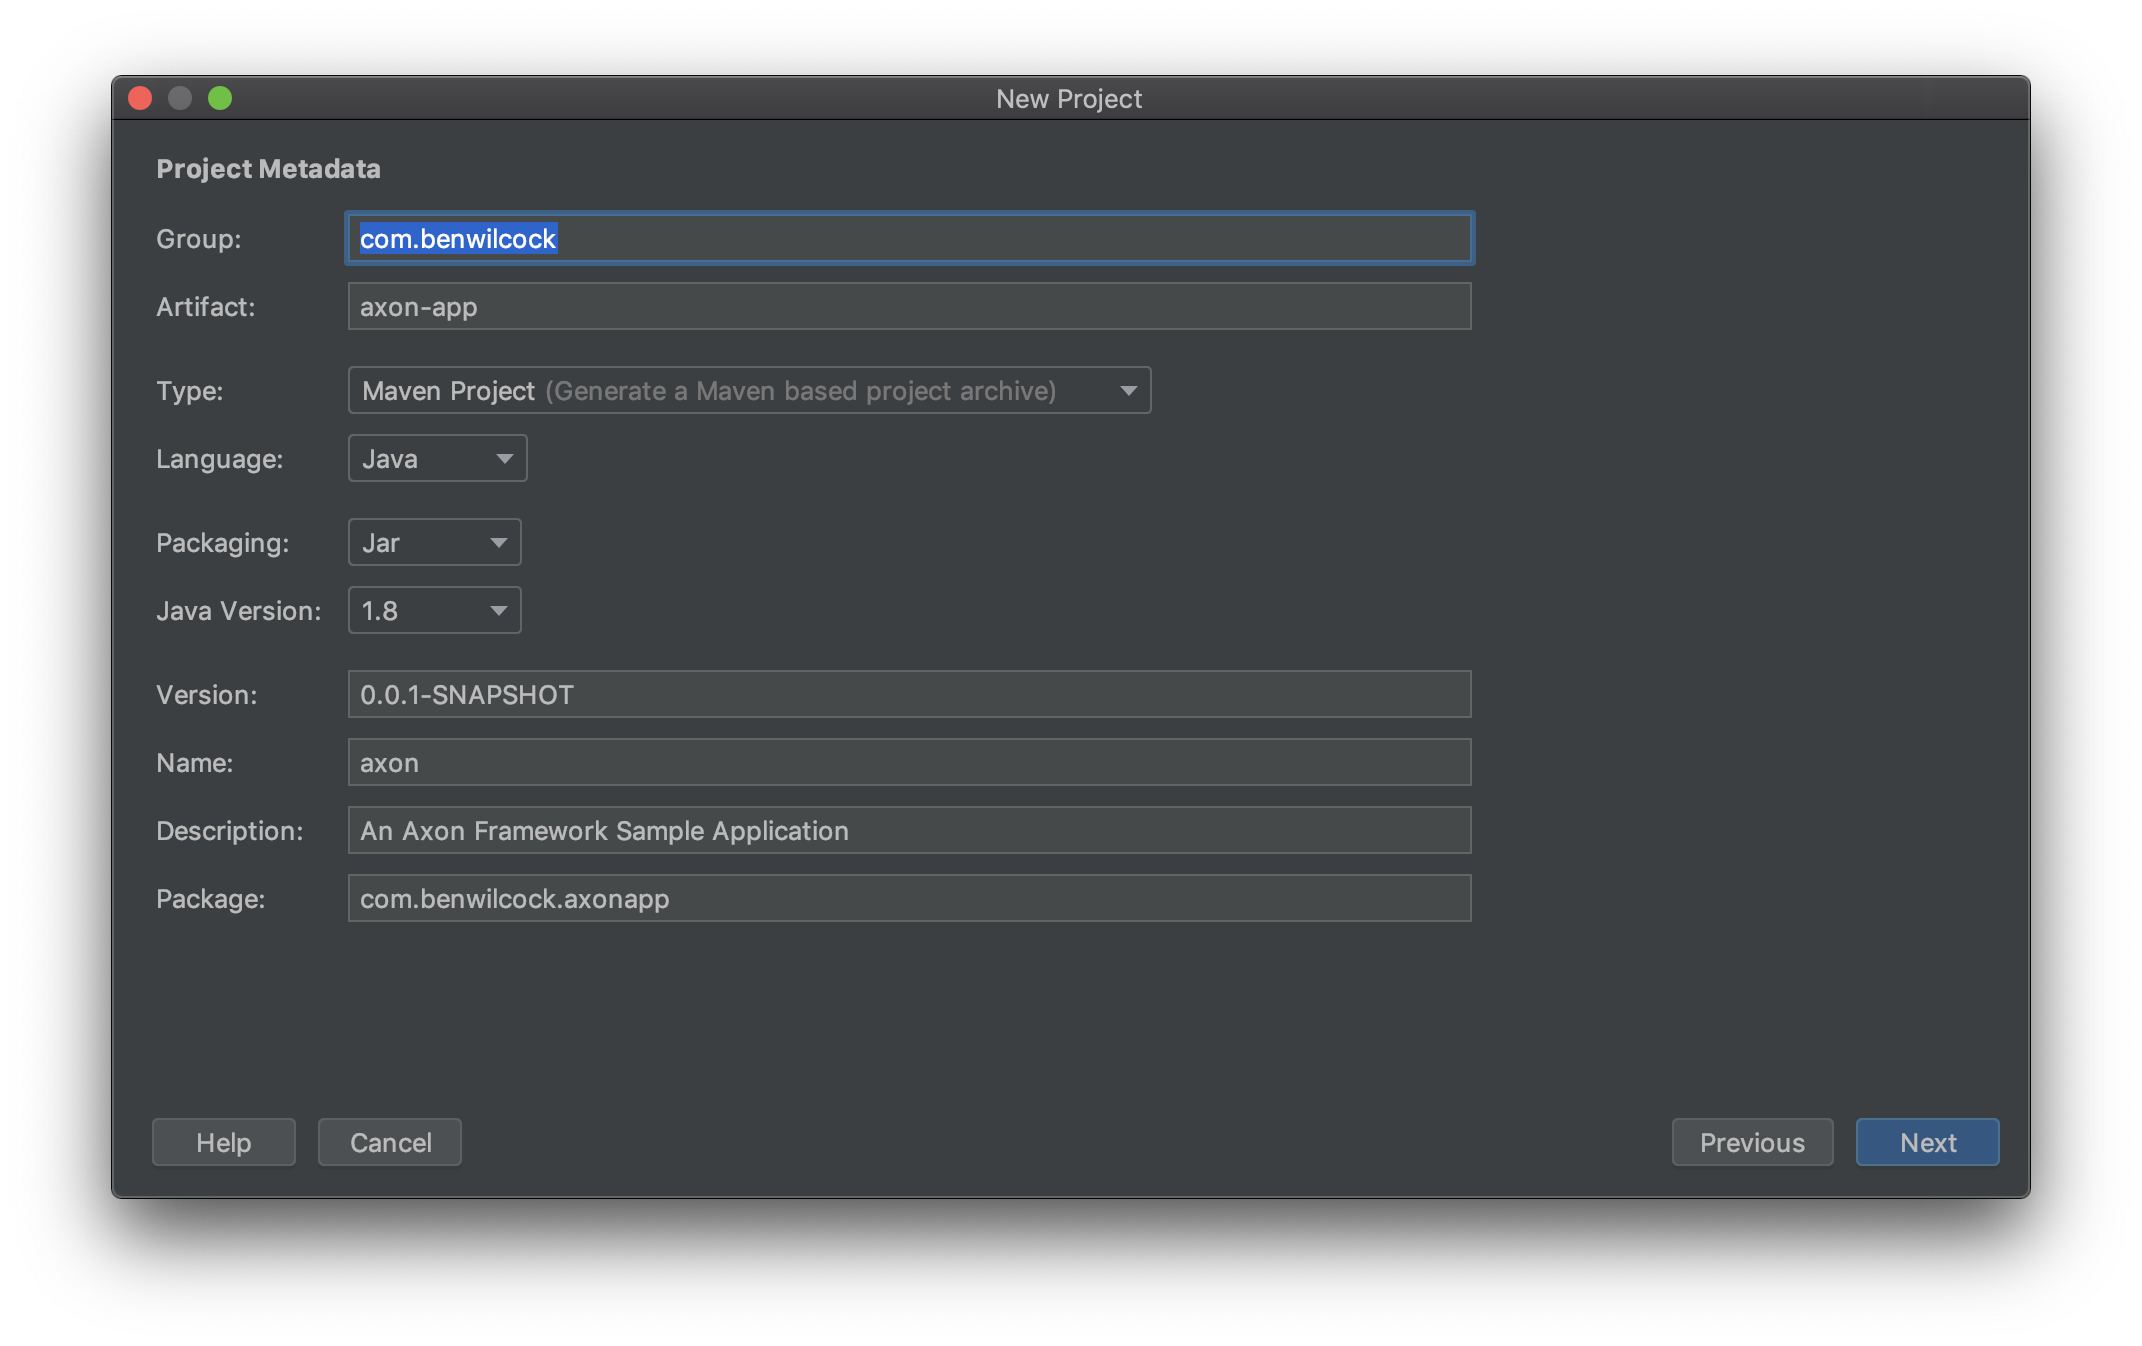 New Project
Project Metadata
Group: com.benwilcock
Artifact: axon-app
Type: Maven Project (Generate a Maven based project archive)
Language: Java
Packaging: Jar
Java Version: 1.8
Version: 0.0.1-SNAPSHOT
Name: axon
Description: An Axon Framework Sample Application
Package: com.benwilcock.axonapp
Help Cancel Previous Next